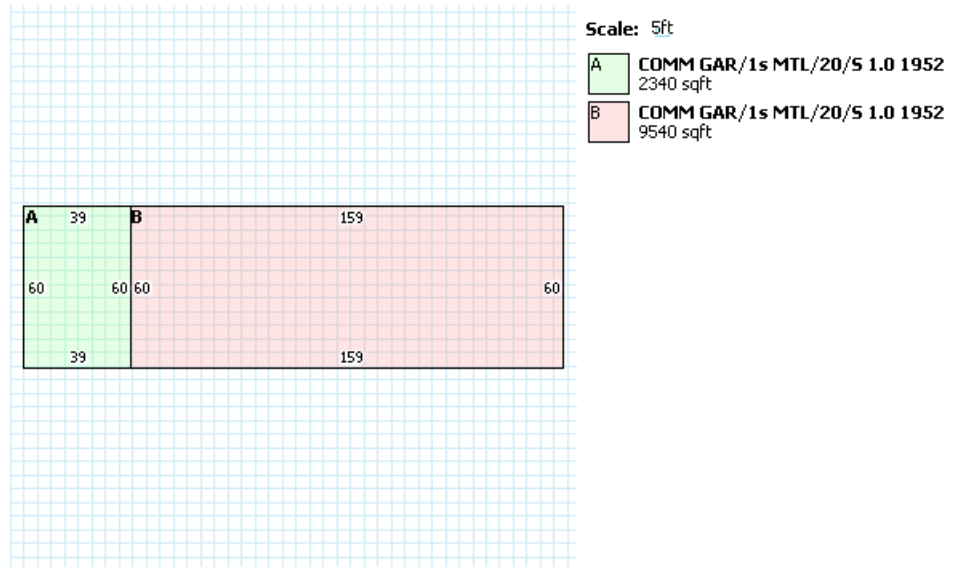 Scale: 5ft
A COMM GAR/1s MTL/20/S 1.0 1952
2340 sqft
B COMM GAR/1s MTL/20/S 1.0 1952
9540 sqft
A 39 B 159
60 60 60 60
39 159